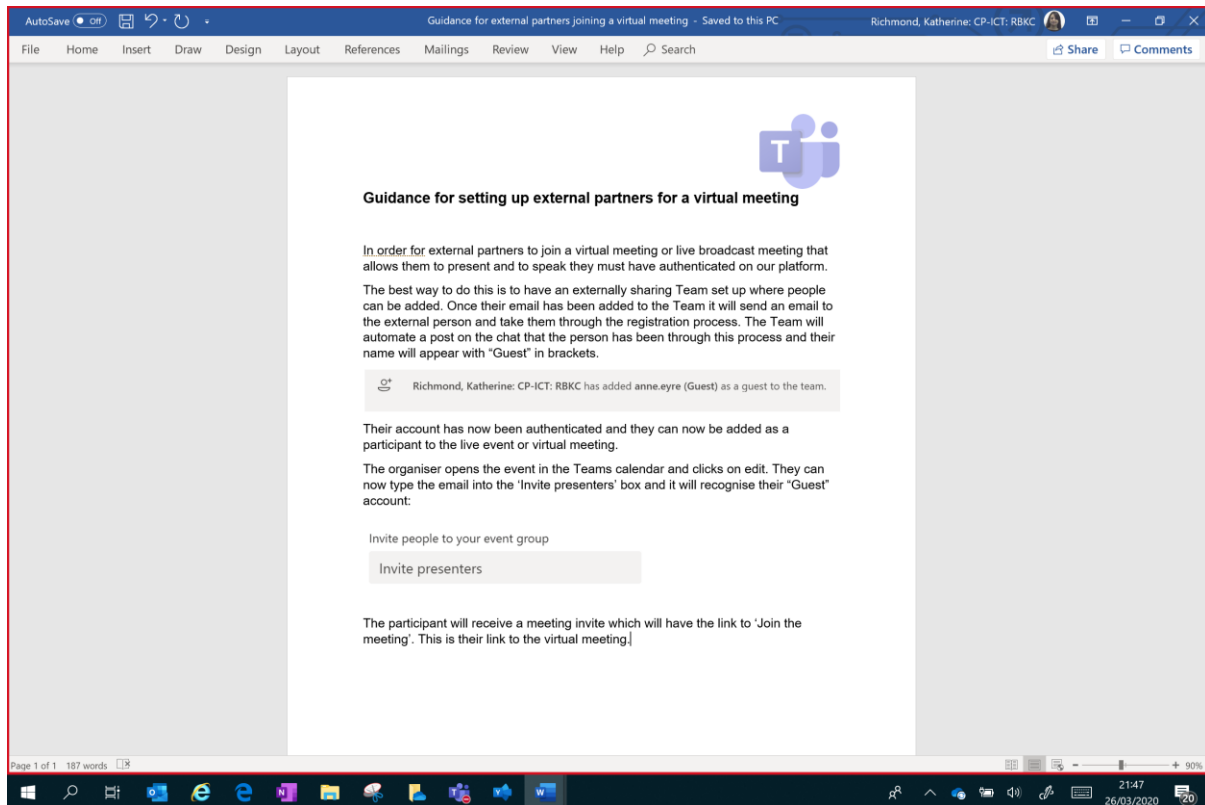 AutoSave Off Guidance for external partners joining a virtual meeting - Saved to this PC Richmond, Katherine: CP-ICT: RBKC
File Home Insert Draw Design Layout References Mailings Review View Help Search Share Comments
T
Guidance for setting up external partners for a virtual meeting
In order for external partners to join a virtual meeting or live broadcast meeting that
allows them to present and to speak they must have authenticated on our platform.
The best way to do this is to have an externally sharing Team set up where people
can be added. Once their email has been added to the Team it will send an email to
the external person and take them through the registration process. The Team will
automate a post on the chat that the person has been through this process and their
name will appear with “Guest” in brackets.
Richmond, Katherine: CP-ICT: RBKC has added anne.eyre (Guest) as a guest to the team.
Their account has now been authenticated and they can now be added as a
participant to the live event or virtual meeting.
The organiser opens the event in the Teams calendar and clicks on edit. They can
now type the email into the ‘Invite presenters’ box and it will recognise their “Guest”
account:
Invite people to your event group
Invite presenters
The participant will receive a meeting invite which will have the link to ‘Join the
meeting’. This is their link to the virtual meeting.
Page 1 of 1 187 words 90%
21:47
26/03/2020 20